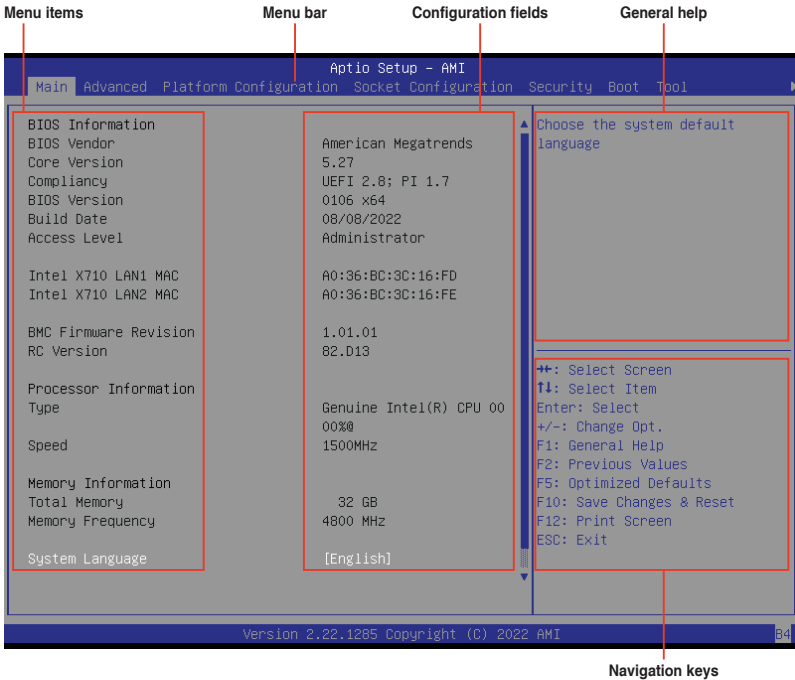 Menu items Menu bar Configuration fields General help
Aptio Setup – AMI
Main Advanced Platform Configuration Socket Configuration Security Boot Tool
BIOS Information
BIOS Vendor American Megatrends
Core Version 5.27
Compliancy UEFI 2.8; PI 1.7
BIOS Version 0106 x64
Build Date 08/08/2022
Access Level Administrator
Intel X710 LAN1 MAC A0:36:BC:3C:16:FD
Intel X710 LAN2 MAC A0:36:BC:3C:16:FE
BMC Firmware Revision 1.01.01
RC Version 82.D13
Processor Information
Type Genuine Intel(R) CPU 00
00%@
Speed 1500MHz
Memory Information
Total Memory 32 GB
Memory Frequency 4800 MHz
System Language [English]
Choose the system default
language
→←: Select Screen
↑↓: Select Item
Enter: Select
+/-: Change Opt.
F1: General Help
F2: Previous Values
F5: Optimized Defaults
F10: Save Changes & Reset
F12: Print Screen
ESC: Exit
Version 2.22.1285 Copyright (C) 2022 AMI
B4
Navigation keys